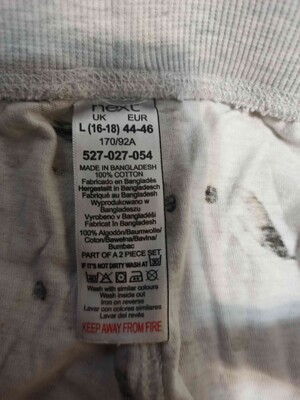 next
UK EUR
L (16-18) 44-46
170/92A
527-027-054
MADE IN BANGLADESH
100% COTTON
Fabricado en Bangladés
Hergestellt in Bangladesch
Fabriqué au Bangladesh
Wyprodukowano w
Bangladeszu
Vyrobeno v Bangladéši
Fabricat în Bangladesh
100% Algodón/Baumwolle/
Coton/Bawełna/Bavlna/
Bumbac
PART OF A 2 PIECE SET
IF IT'S NOT DIRTY WASH AT 30
Wash with similar colours
Wash inside out
Iron on reverse
Lavar con colores similares
Lavar del revés
KEEP AWAY FROM FIRE